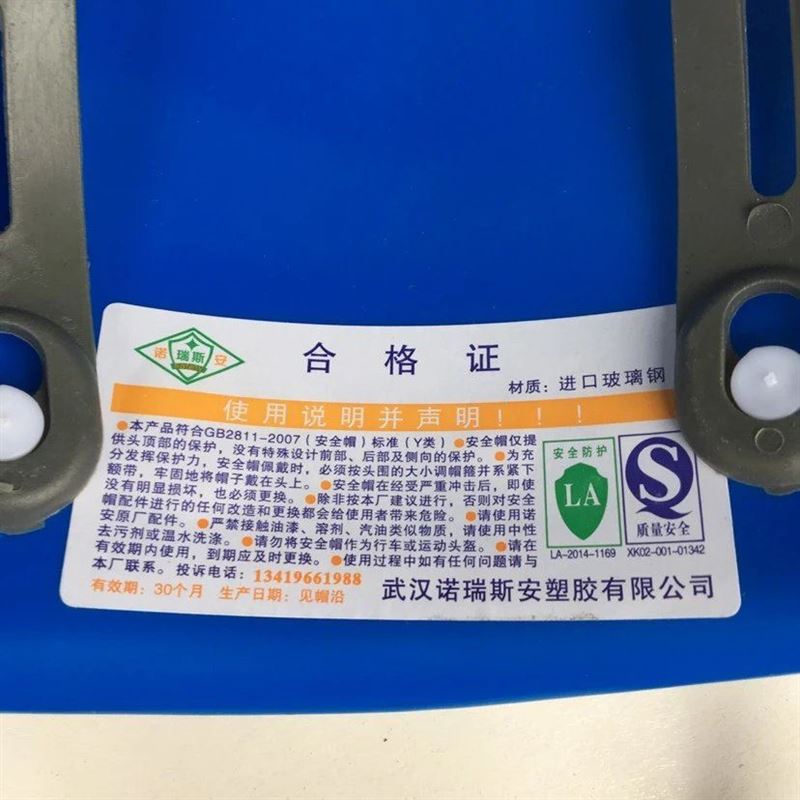 诺瑞斯安
合格证
材质：进口玻璃钢
使用说明并声明！！！
●本产品符合GB2811-2007（安全帽）标准（Y类）●安全帽仅提
供头顶部的保护，没有特殊设计前部、后部及侧向的保护。●为充
分发挥保护力，安全帽佩戴时，必须按头围的大小调帽箍并系紧下
额带，牢固地将帽子戴在头上。●安全帽在经受严重冲击后，即使
没有明显损坏，也必须更换。●除非按本厂建议进行，否则对安全
帽配件进行的任何改造和更换都会给使用者带来危险。●请使用诺
安原厂配件。●严禁接触油漆、溶剂、汽油类似物质，请使用中性
去污剂或温水洗涤。●请勿将安全帽作为行车或运动头盔。●请在
有效期内使用，到期应及时更换。●使用过程中如有任何问题请与
本厂联系。投诉电话：13419661988
有效期：30个月 生产日期：见帽沿
武汉诺瑞斯安塑胶有限公司
安全防护
LA
LA-2014-1169
S
质量安全
XK02-001-01342